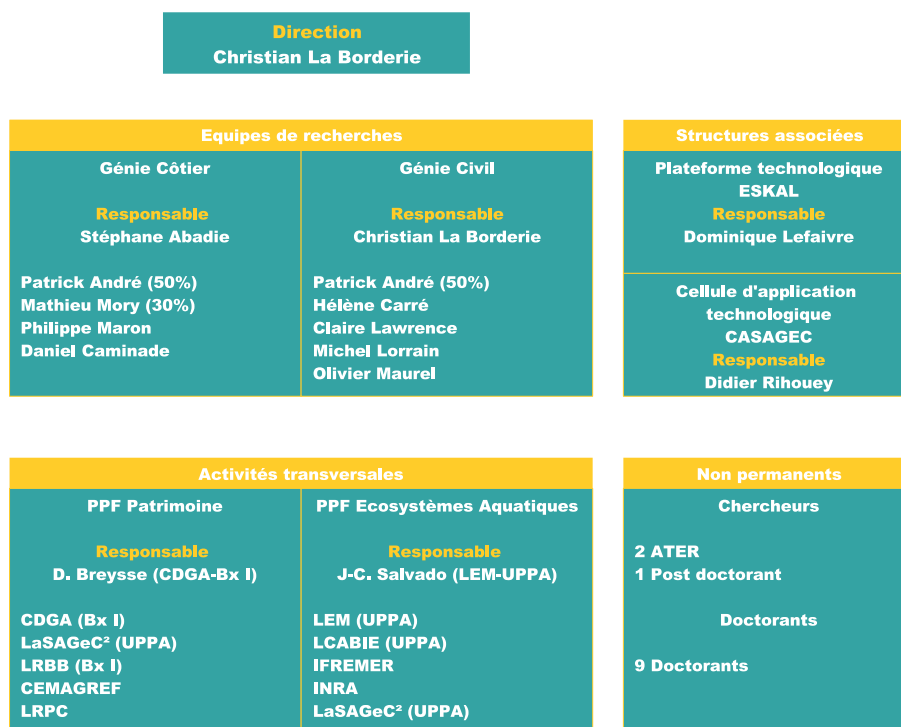 Direction
Christian La Borderie
Equipes de recherches
Génie Côtier
Responsable
Stéphane Abadie
Patrick André (50%)
Mathieu Mory (30%)
Philippe Maron
Daniel Caminade
Génie Civil
Responsable
Christian La Borderie
Patrick André (50%)
Hélène Carré
Claire Lawrence
Michel Lorrain
Olivier Maurel
Structures associées
Plateforme technologique
ESKAL
Responsable
Dominique Lefaivre
Cellule d'application
technologique
CASAGEC
Responsable
Didier Rihouey
Activités transversales
PPF Patrimoine
Responsable
D. Breysse (CDGA-Bx I)
CDGA (Bx I)
LaSAGeC² (UPPA)
LRBB (Bx I)
CEMAGREF
LRPC
PPF Ecosystèmes Aquatiques
Responsable
J-C. Salvado (LEM-UPPA)
LEM (UPPA)
LCABIE (UPPA)
IFREMER
INRA
LaSAGeC² (UPPA)
Non permanents
Chercheurs
2 ATER
1 Post doctorant
Doctorants
9 Doctorants